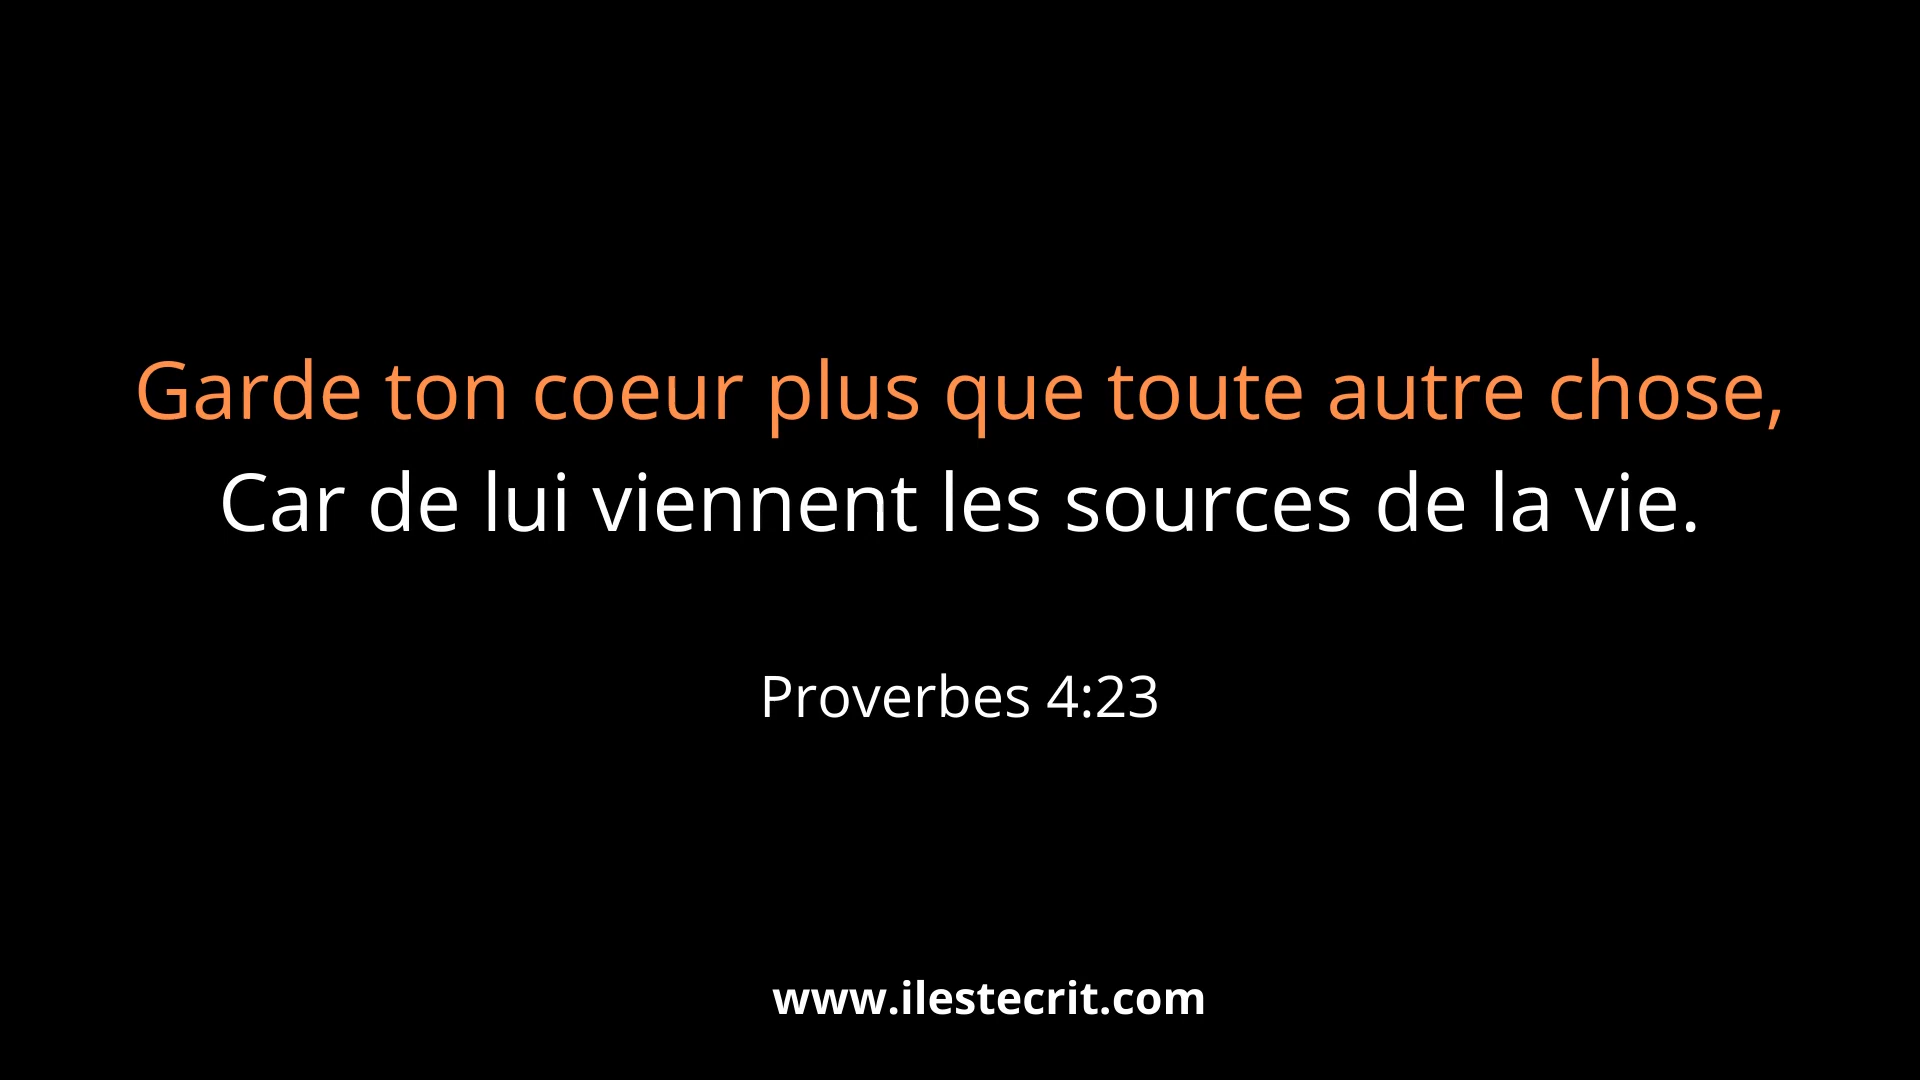 Garde ton coeur plus que toute autre chose,
Car de lui viennent les sources de la vie.
Proverbes 4:23
www.ilestecrit.com